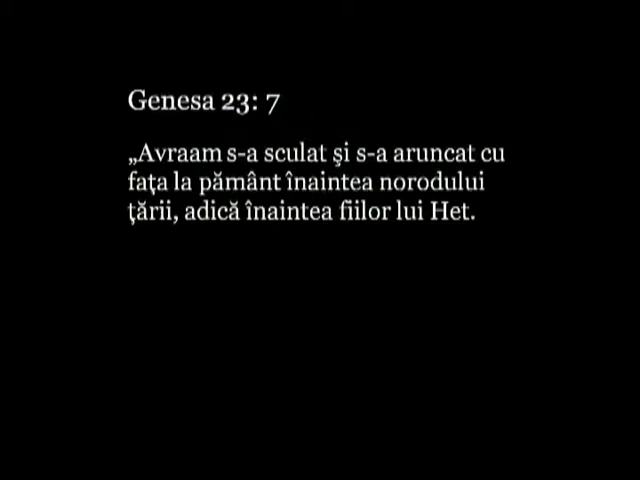 Genesa 23: 7
„Avraam s-a sculat şi s-a aruncat cu
faţa la pământ înaintea norodului
ţării, adică înaintea fiilor lui Het.